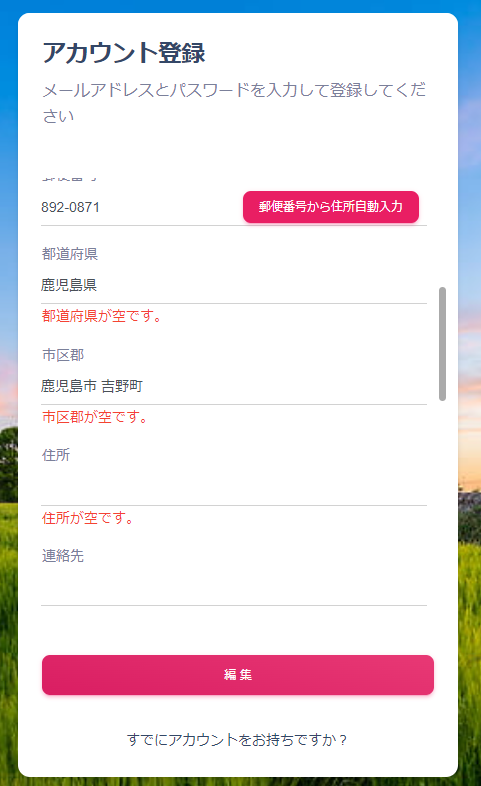 アカウント登録
メールアドレスとパスワードを入力して登録してくだ
さい
郵便番号
892-0871
郵便番号から住所自動入力
都道府県
鹿児島県
都道府県が空です。
市区郡
鹿児島市 吉野町
市区郡が空です。
住所
住所が空です。
連絡先
編集
すでにアカウントをお持ちですか？